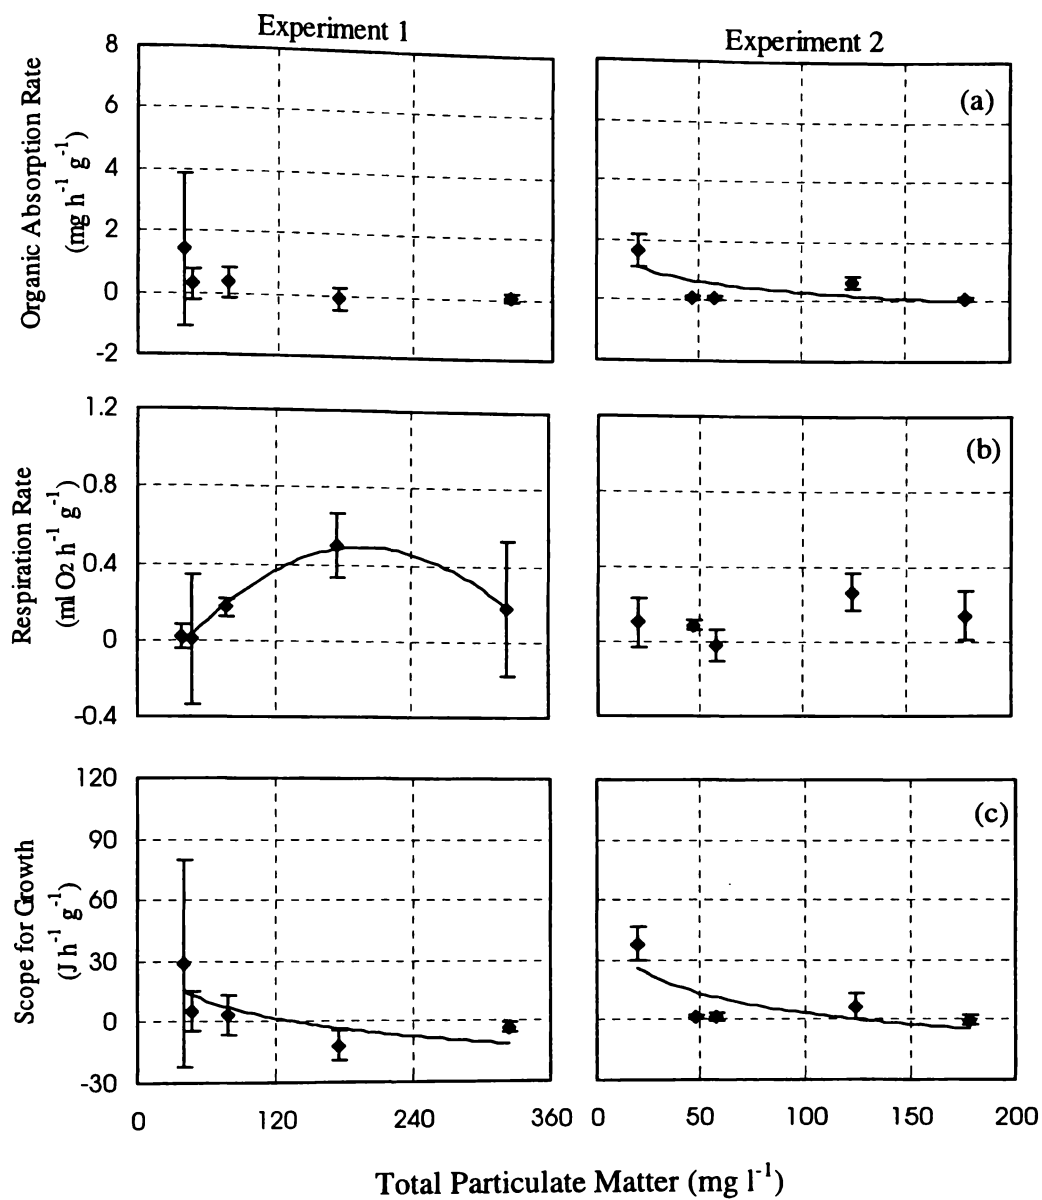 Experiment 1
Experiment 2
Organic Absorption Rate
(mg h-1 g-1)
8
6
4
2
0
-2
(a)
Respiration Rate
(ml O2 h-1 g-1)
1.2
0.8
0.4
0
-0.4
(b)
Scope for Growth
(J h-1 g-1)
120
90
60
30
0
-30
(c)
0 120 240 360
0 50 100 150 200
Total Particulate Matter (mg l-1)